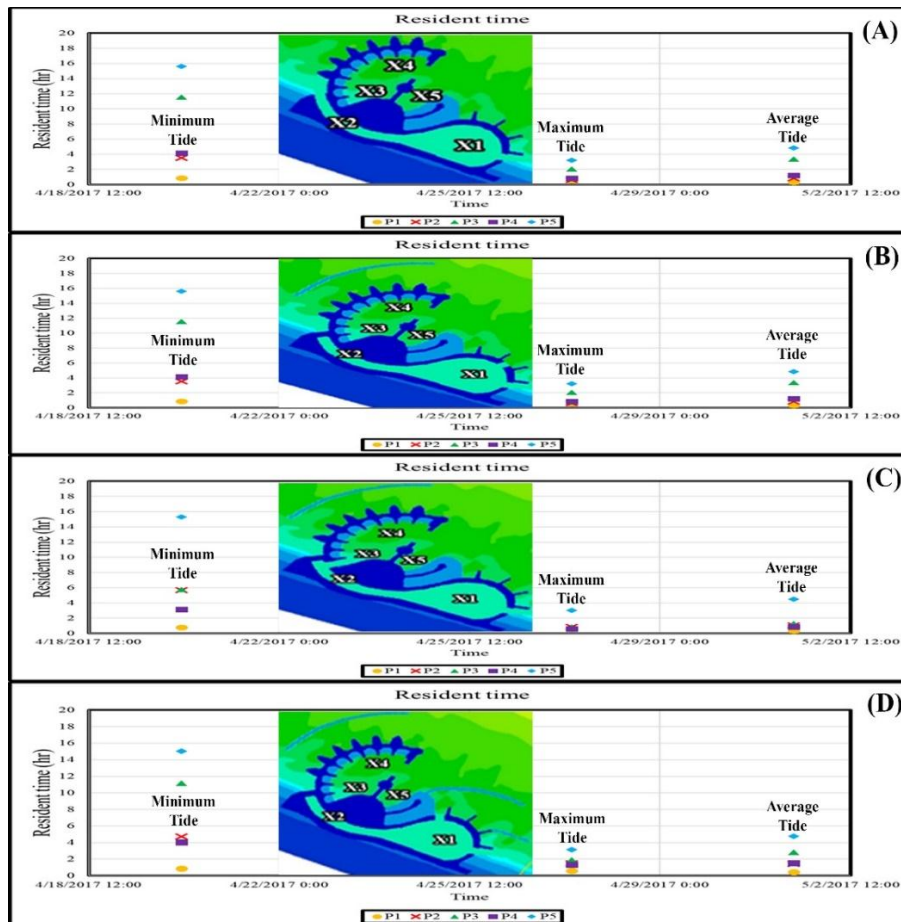 Resident time
(A)
Resident time (hr)
20
18
16
14
12
10
8
6
4
2
0
Minimum
Tide
X4
X3
X5
X2
X1
Maximum
Tide
Average
Tide
4/18/2017 12:00
4/22/2017 0:00
4/25/2017 12:00
4/29/2017 0:00
5/2/2017 12:00
Time
P1 P2 P3 P4 P5
Resident time
(B)
Resident time (hr)
20
18
16
14
12
10
8
6
4
2
0
Minimum
Tide
X4
X3
X5
X2
X1
Maximum
Tide
Average
Tide
4/18/2017 12:00
4/22/2017 0:00
4/25/2017 12:00
4/29/2017 0:00
5/2/2017 12:00
Time
P1 P2 P3 P4 P5
Resident time
(C)
Resident time (hr)
20
18
16
14
12
10
8
6
4
2
0
Minimum
Tide
X4
X3
X5
X2
X1
Maximum
Tide
Average
Tide
4/18/2017 12:00
4/22/2017 0:00
4/25/2017 12:00
4/29/2017 0:00
5/2/2017 12:00
Time
P1 P2 P3 P4 P5
Resident time
(D)
Resident time (hr)
20
18
16
14
12
10
8
6
4
2
0
Minimum
Tide
X4
X3
X5
X2
X1
Maximum
Tide
Average
Tide
4/18/2017 12:00
4/22/2017 0:00
4/25/2017 12:00
4/29/2017 0:00
5/2/2017 12:00
Time
P1 P2 P3 P4 P5